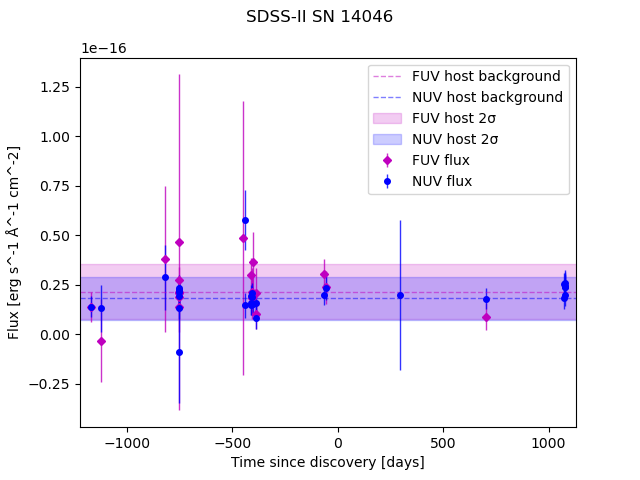 SDSS-II SN 14046
1e−16
FUV host background
NUV host background
FUV host 2σ
NUV host 2σ
FUV flux
NUV flux
1.25
1.00
0.75
0.50
0.25
0.00
−0.25
Flux [erg s^-1 Å^-1 cm^-2]
−1000 −500 0 500 1000
Time since discovery [days]